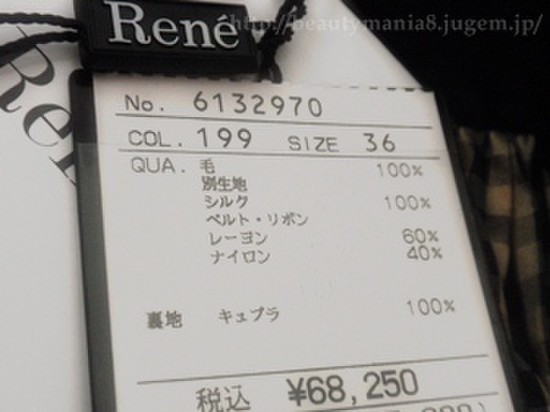 http://beautymania8.jugem.jp/
René
No. 6132970
COL. 199 SIZE 36
QUA. 毛 100%
別生地
シルク 100%
ベルト・リボン
レーヨン 60%
ナイロン 40%
裏地 キュプラ 100%
税込 ¥68,250